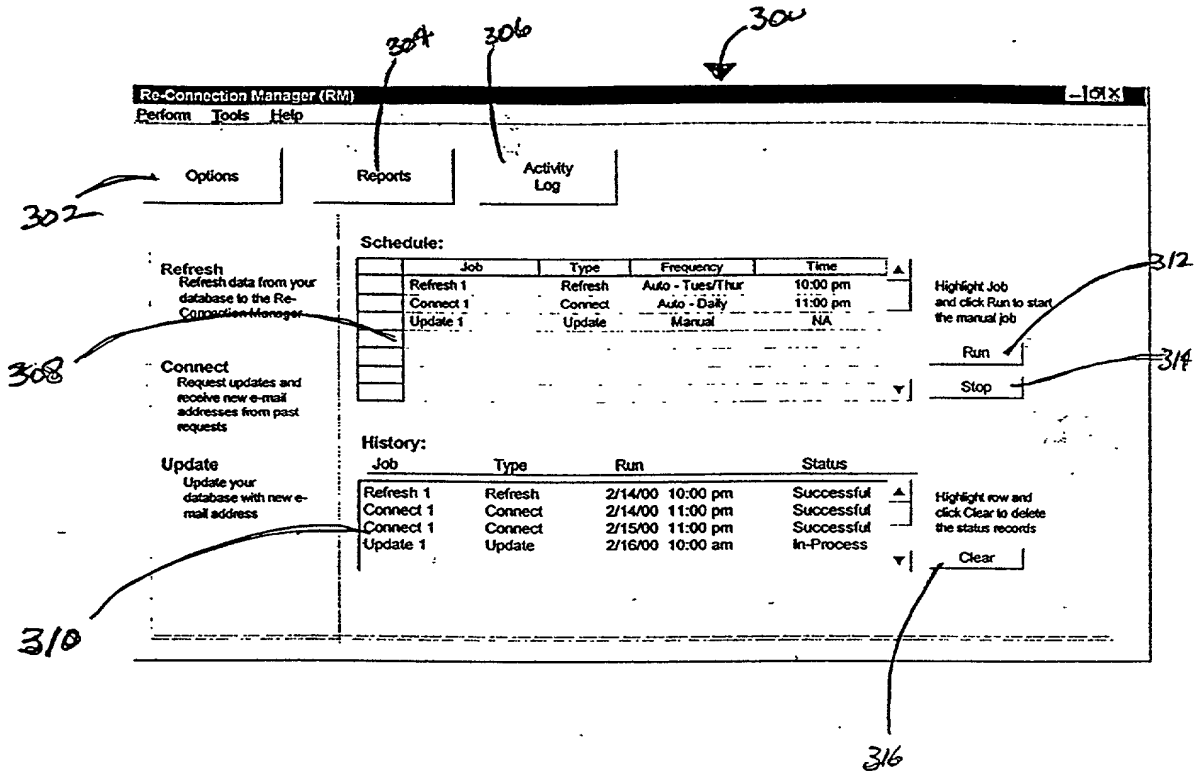 300
304
306
Re-Connection Manager (RM)
Perform Tools Help
Options
Reports
Activity
Log
302
Schedule:
Job Type Frequency Time
Refresh 1 Refresh Auto - Tues/Thur 10:00 pm
Connect 1 Connect Auto - Daily 11:00 pm
Update 1 Update Manual NA
Refresh
Refresh data from your
database to the Re-
Connection Manager
Highlight Job
and click Run to start
the manual job
312
Run
314
Stop
308
Connect
Request updates and
receive new e-mail
addresses from past
requests
Update
Update your
database with new e-
mail address
History:
Job Type Run Status
Refresh 1 Refresh 2/14/00 10:00 pm Successful
Connect 1 Connect 2/14/00 11:00 pm Successful
Connect 1 Connect 2/15/00 11:00 pm Successful
Update 1 Update 2/16/00 10:00 am In-Process
Highlight row and
click Clear to delete
the status records
Clear
310
316